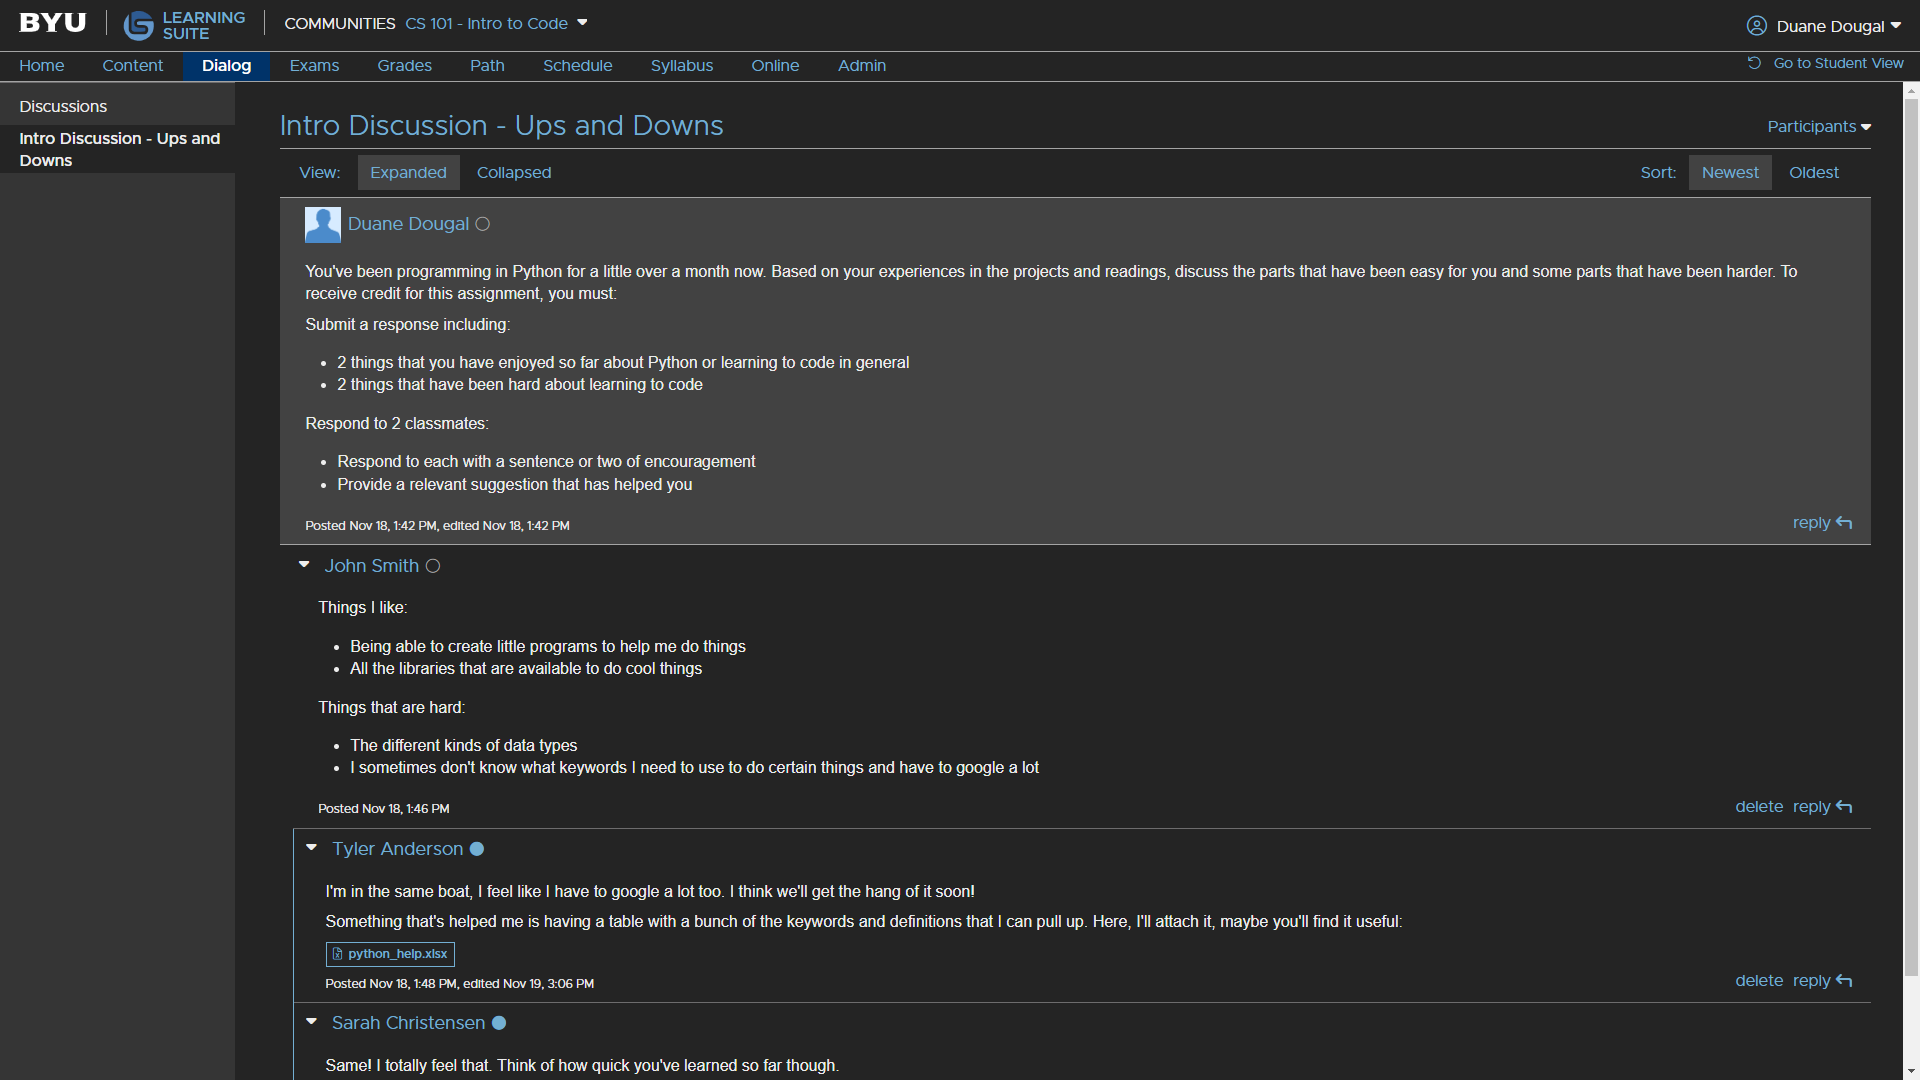 BYU
LEARNING
SUITE
COMMUNITIES CS 101 - Intro to Code
Duane Dougal
Home Content Dialog Exams Grades Path Schedule Syllabus Online Admin
Go to Student View
Discussions
Intro Discussion - Ups and
Downs
Intro Discussion - Ups and Downs
Participants
View: Expanded Collapsed
Sort: Newest Oldest
Duane Dougal
You've been programming in Python for a little over a month now. Based on your experiences in the projects and readings, discuss the parts that have been easy for you and some parts that have been harder. To
receive credit for this assignment, you must:
Submit a response including:
• 2 things that you have enjoyed so far about Python or learning to code in general
• 2 things that have been hard about learning to code
Respond to 2 classmates:
• Respond to each with a sentence or two of encouragement
• Provide a relevant suggestion that has helped you
Posted Nov 18, 1:42 PM, edited Nov 18, 1:42 PM
reply
John Smith
Things I like:
• Being able to create little programs to help me do things
• All the libraries that are available to do cool things
Things that are hard:
• The different kinds of data types
• I sometimes don't know what keywords I need to use to do certain things and have to google a lot
Posted Nov 18, 1:46 PM
delete reply
Tyler Anderson
I'm in the same boat, I feel like I have to google a lot too. I think we'll get the hang of it soon!
Something that's helped me is having a table with a bunch of the keywords and definitions that I can pull up. Here, I'll attach it, maybe you'll find it useful:
python_help.xlsx
Posted Nov 18, 1:48 PM, edited Nov 19, 3:06 PM
delete reply
Sarah Christensen
Same! I totally feel that. Think of how quick you've learned so far though.